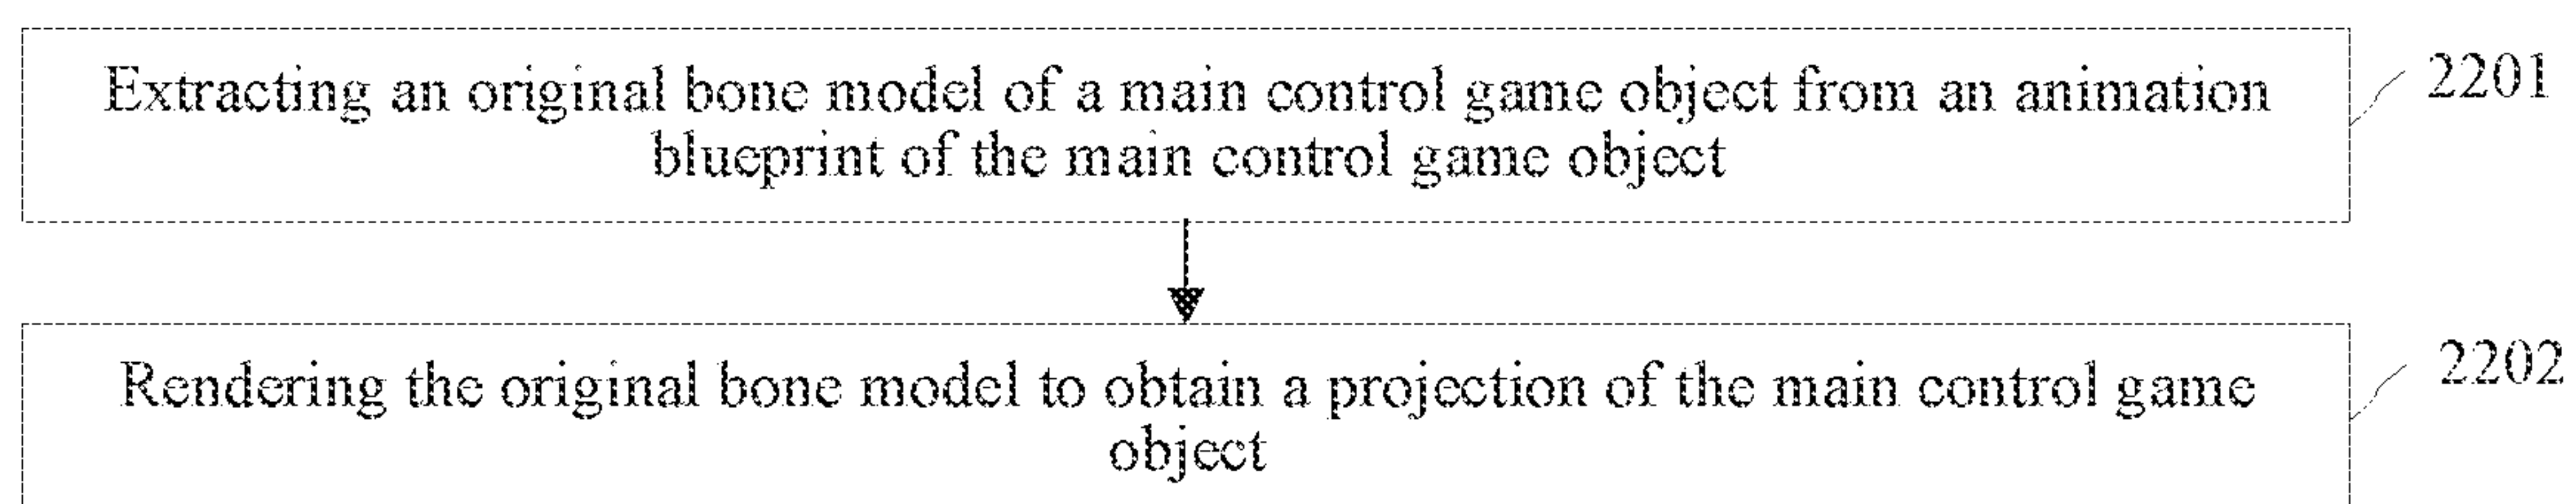 Extracting an original bone model of a main control game object from an animation
blueprint of the main control game object
2201
Rendering the original bone model to obtain a projection of the main control game
object
2202